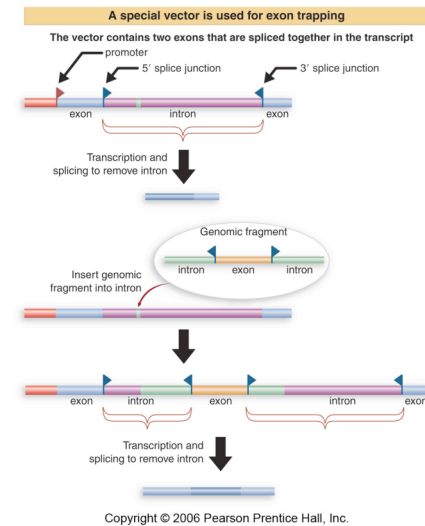 A special vector is used for exon trapping
The vector contains two exons that are spliced together in the transcript
promoter
5′ splice junction
3′ splice junction
exon
intron
exon
Transcription and
splicing to remove intron
Genomic fragment
intron
exon
intron
Insert genomic
fragment into intron
exon
intron
exon
intron
exon
Transcription and
splicing to remove intron
Copyright © 2006 Pearson Prentice Hall, Inc.